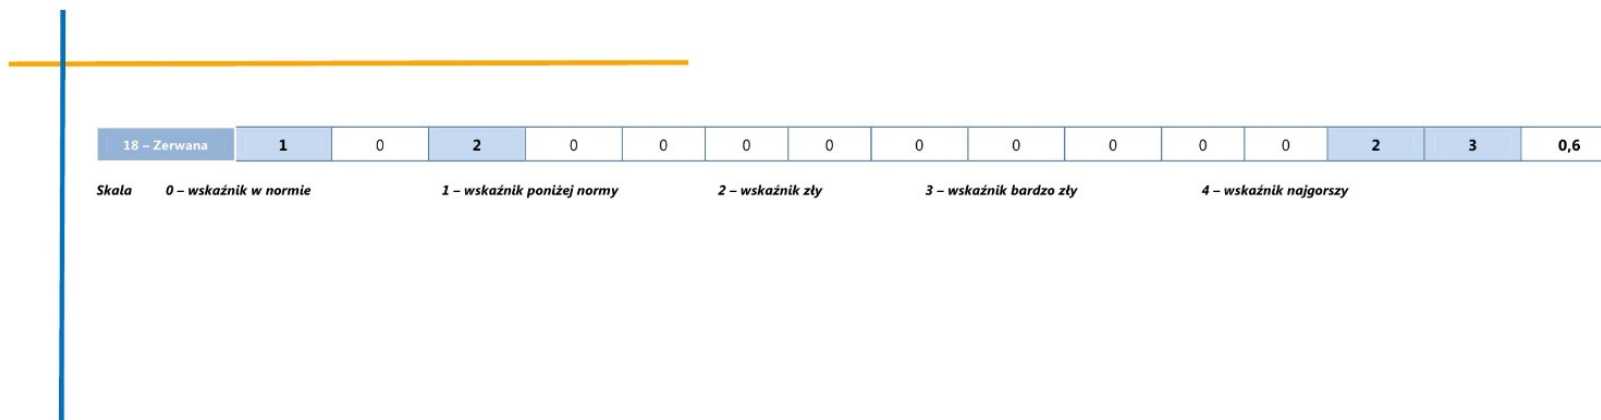 18 – Zerwana 1 0 2 0 0 0 0 0 0 0 0 0 2 3 0,6
Skala 0 – wskaźnik w normie 1 – wskaźnik poniżej normy 2 – wskaźnik zły 3 – wskaźnik bardzo zły 4 – wskaźnik najgorszy